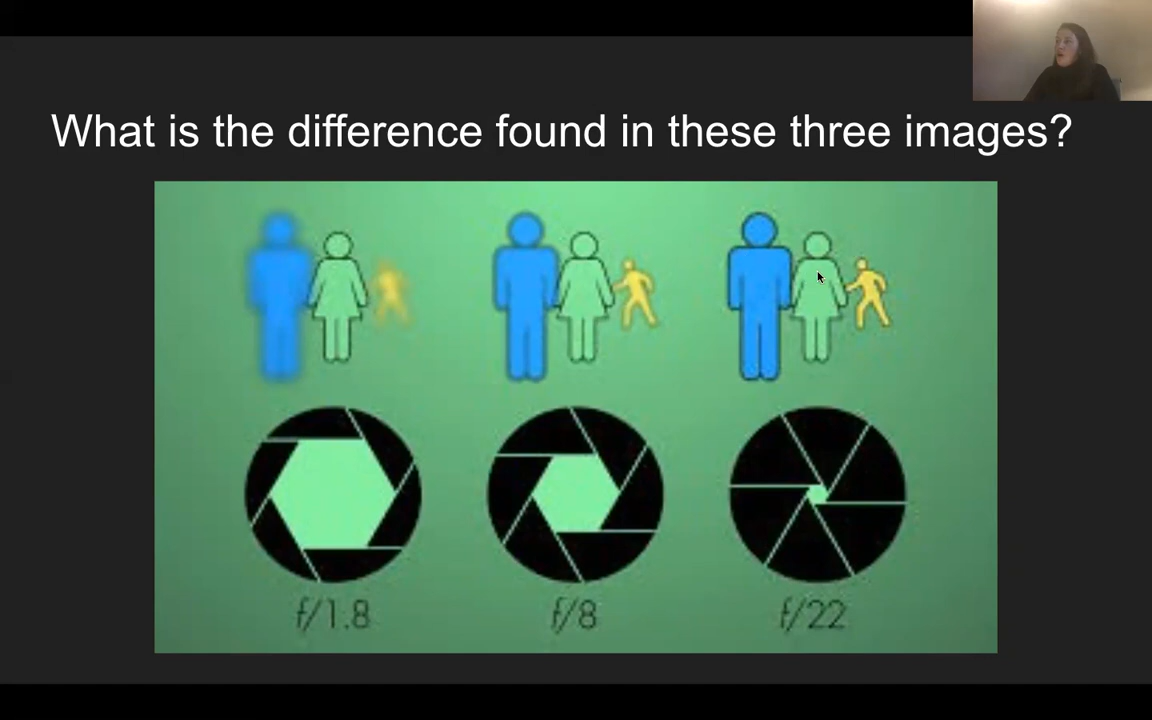 What is the difference found in these three images?
f/1.8 f/8 f/22